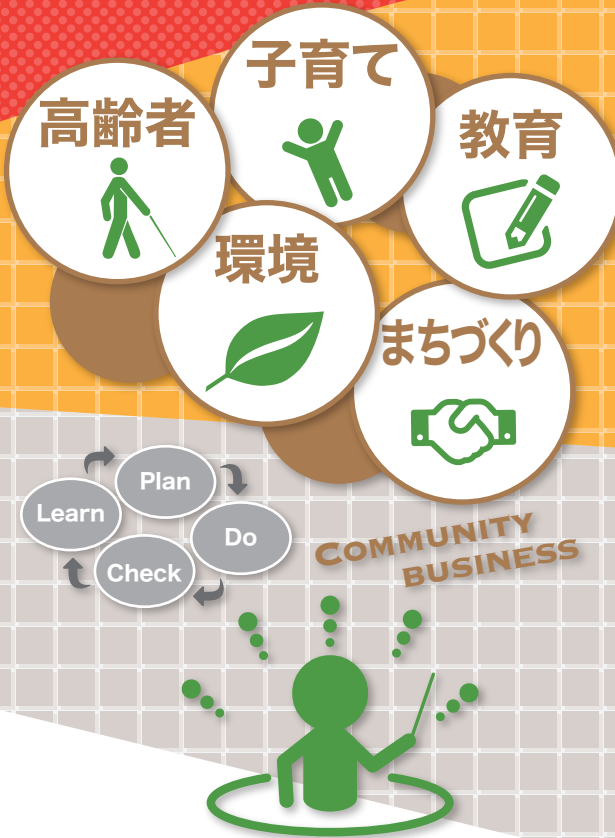 子育て
高齢者
教育
環境
まちづくり
Plan
Learn
Do
Check
COMMUNITY
BUSINESS